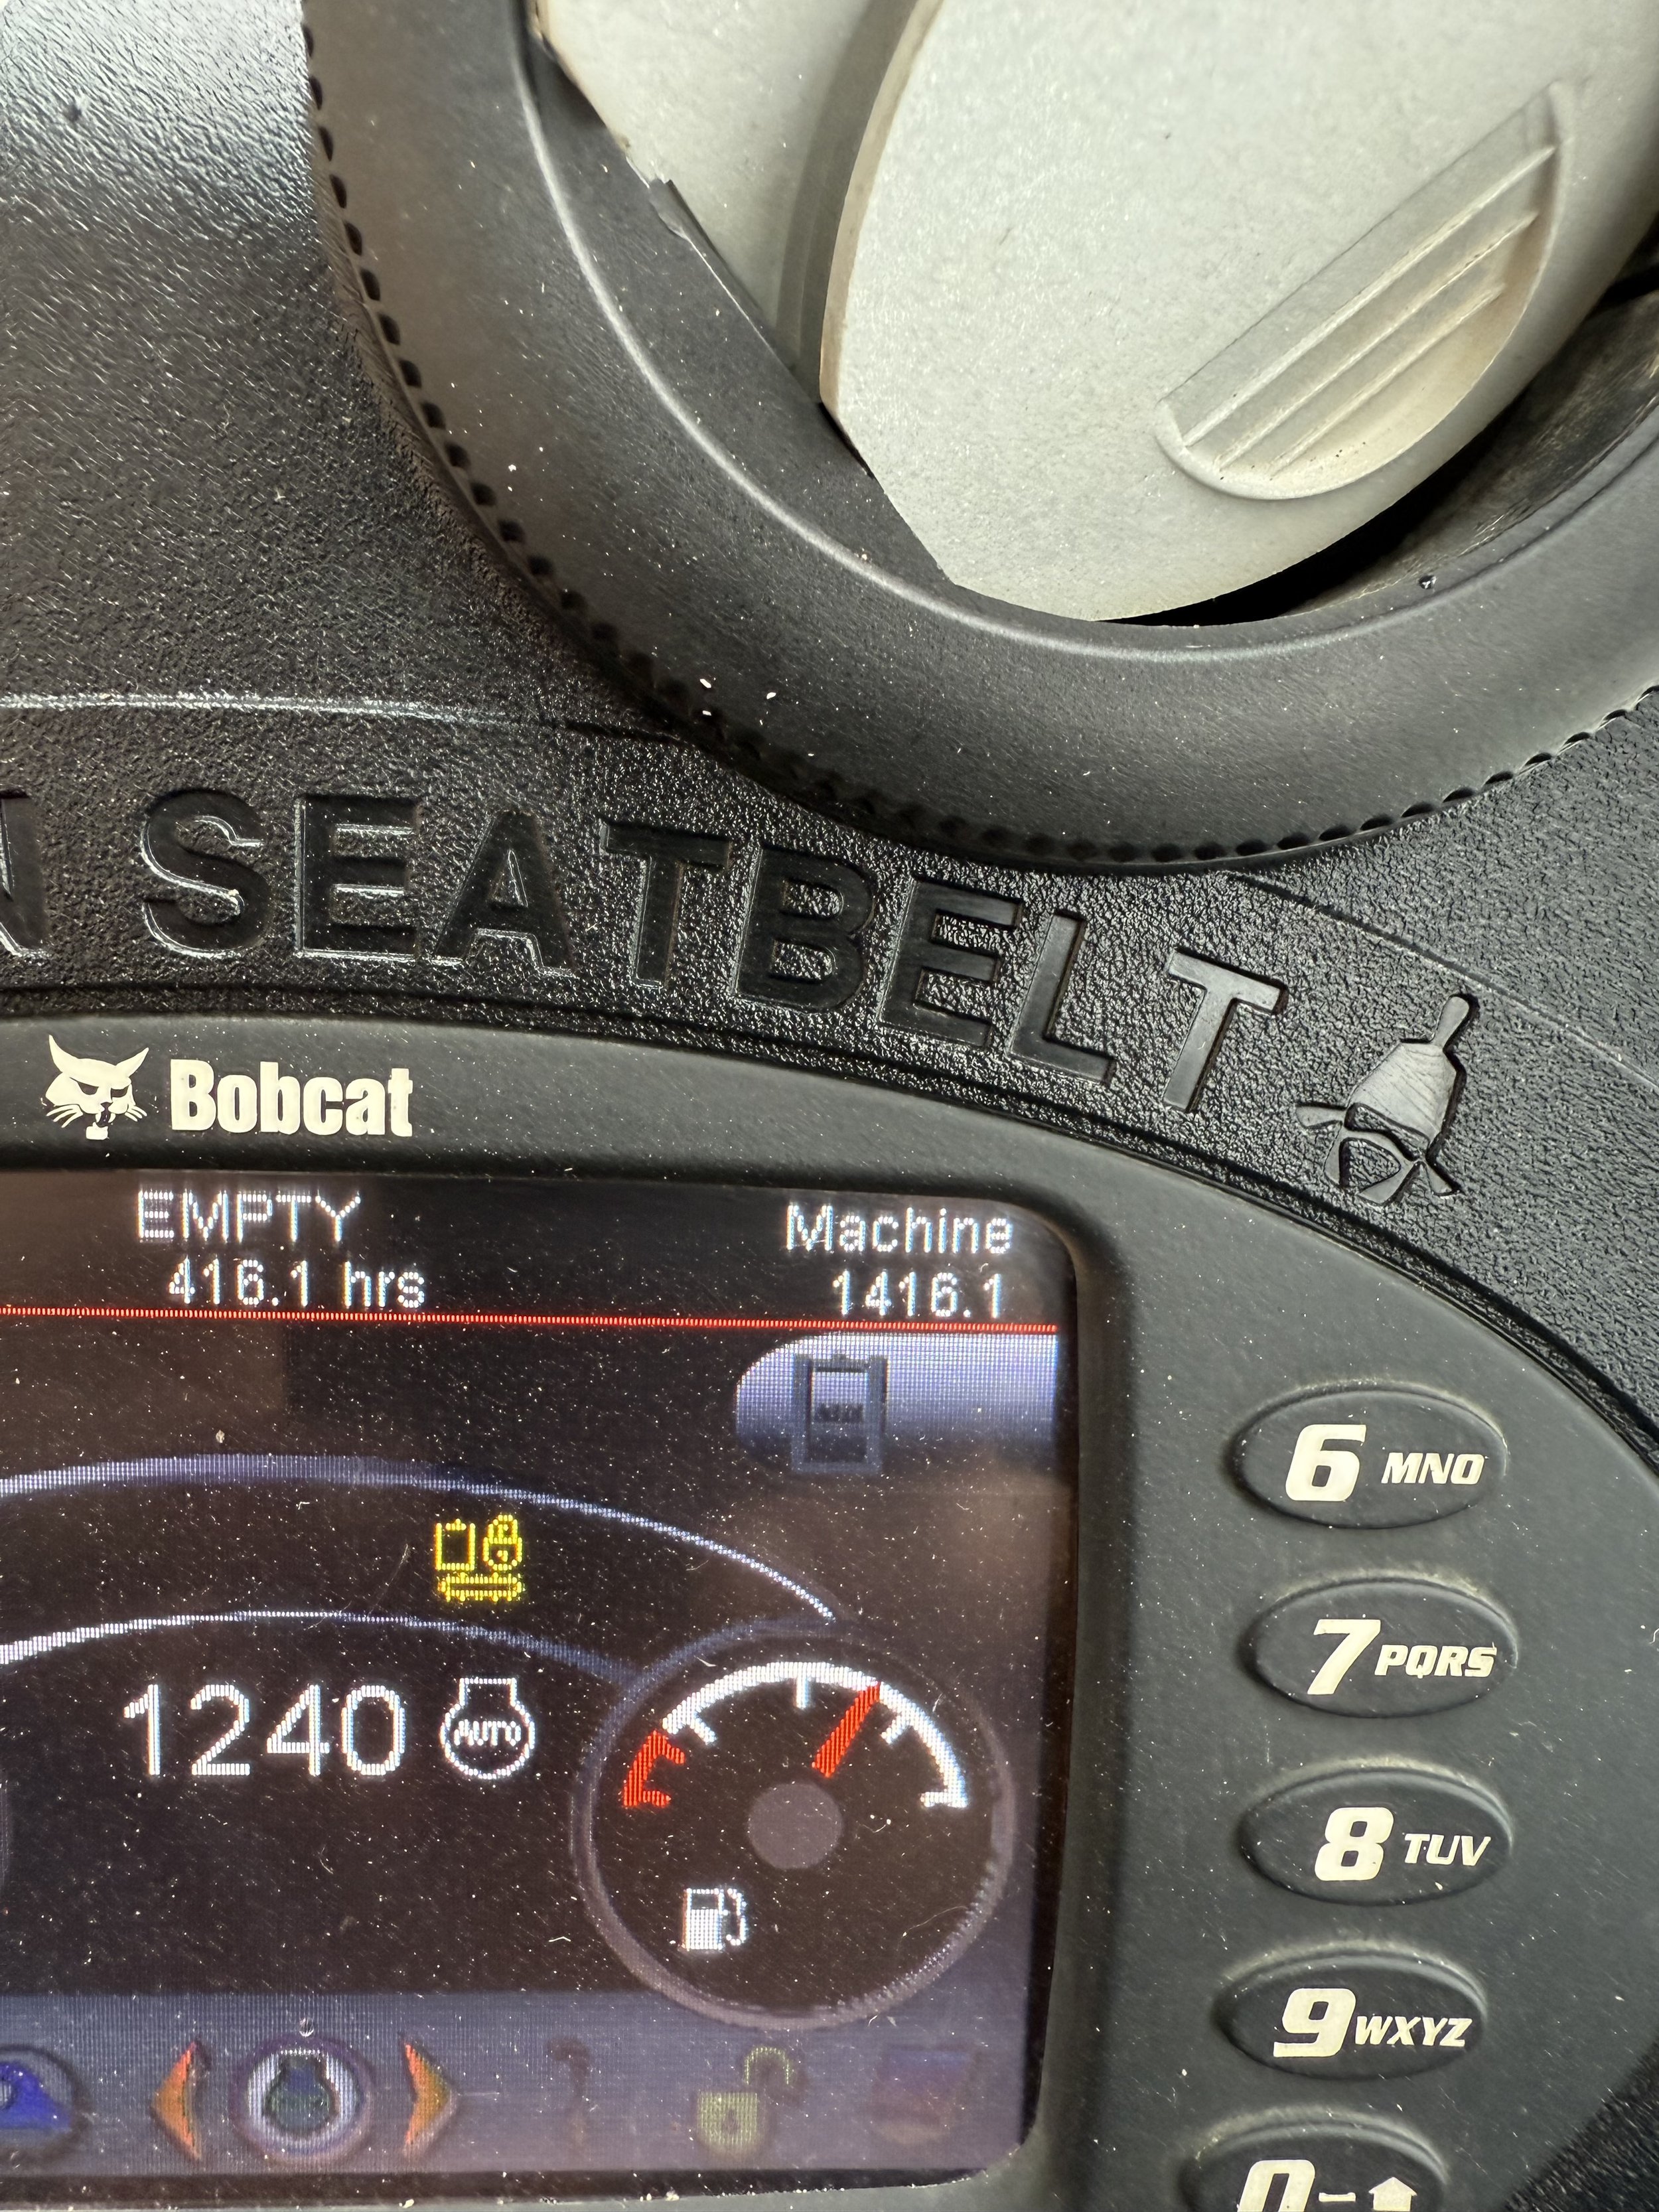 SEATBELT
Bobcat
EMPTY
Machine
416.1 hrs
1416.1
6 MNO
1240
AUTO
7 PQRS
8 TUV
9 WXYZ
0